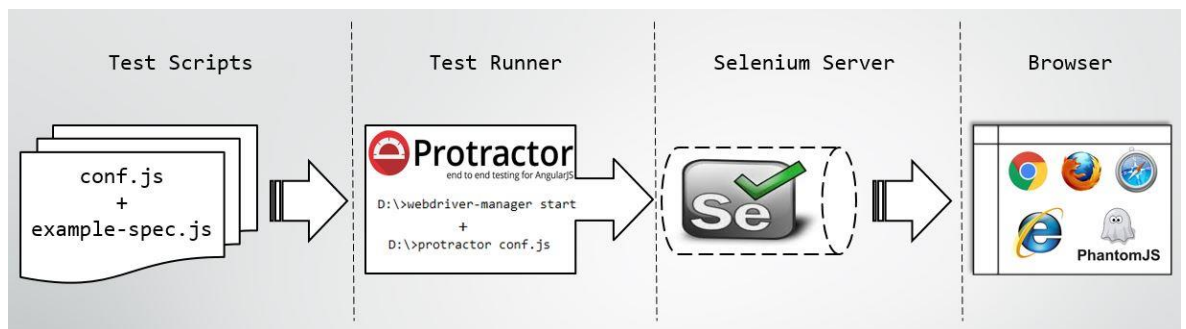 Test Scripts
Test Runner
Selenium Server
Browser
conf.js
+
example-spec.js
Protractor
end to end testing for AngularJS
D:\>webdriver-manager start
+
D:\>protractor conf.js
Se
PhantomJS